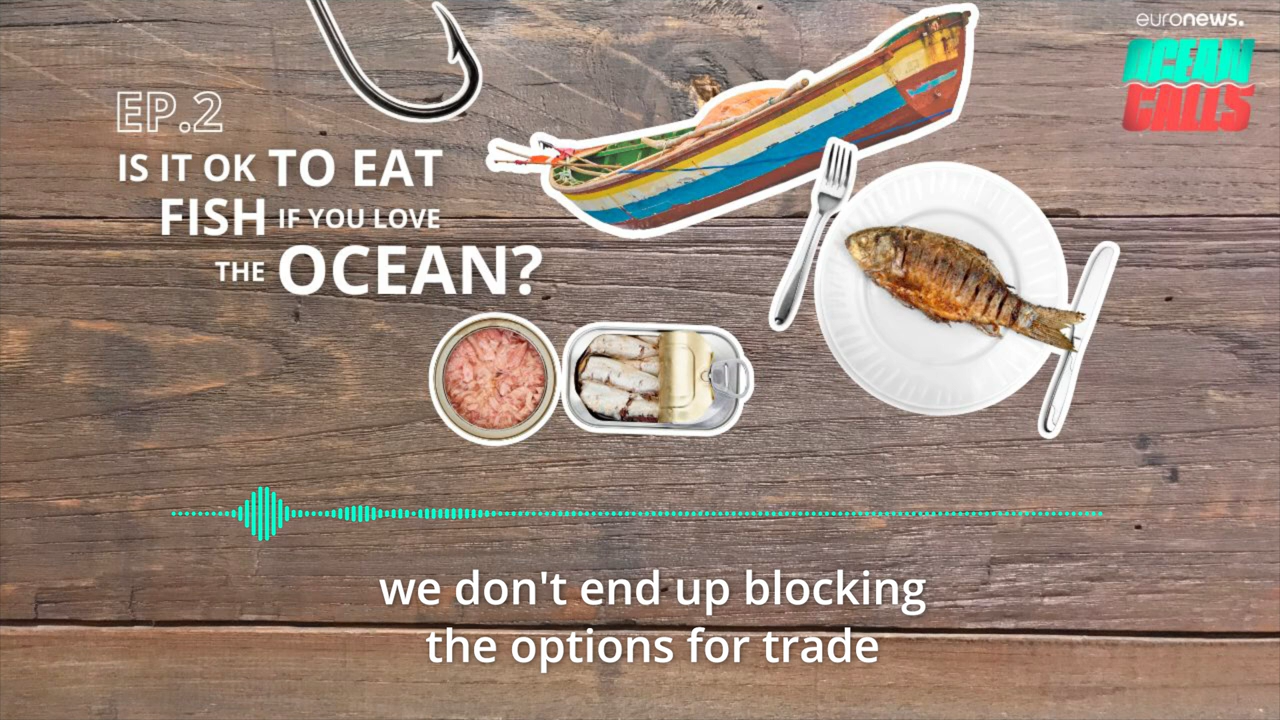 euronews.
OCEAN
CALLS
EP.2
IS IT OK TO EAT
FISH IF YOU LOVE
THE OCEAN?
we don't end up blocking
the options for trade